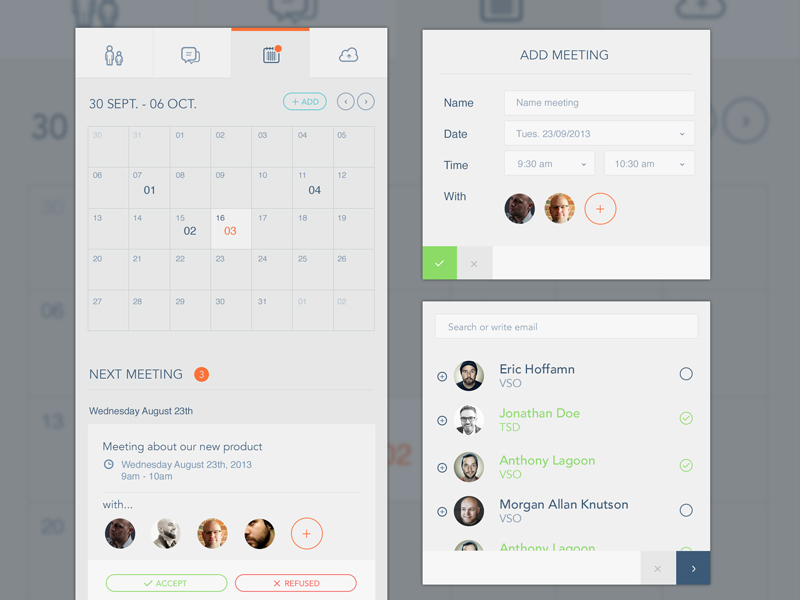 30 SEPT. - 06 OCT.
+ ADD
30 31 01 02 03 04 05
06 07 08 09 10 11 12
01 04
13 14 15 16 17 18 19
02 03
20 21 22 23 24 25 26
27 28 29 30 31 01 02
NEXT MEETING 3
Wednesday August 23th
Meeting about our new product
Wednesday August 23th, 2013
9am - 10am
with...
ACCEPT
REFUSED
ADD MEETING
Name
Name meeting
Date
Tues. 23/09/2013
Time
9:30 am
10:30 am
With
Search or write email
Eric Hoffamn
VSO
Jonathan Doe
TSD
Anthony Lagoon
VSO
Morgan Allan Knutson
VSO
Anthony Lagoon
30
06
13
20
02